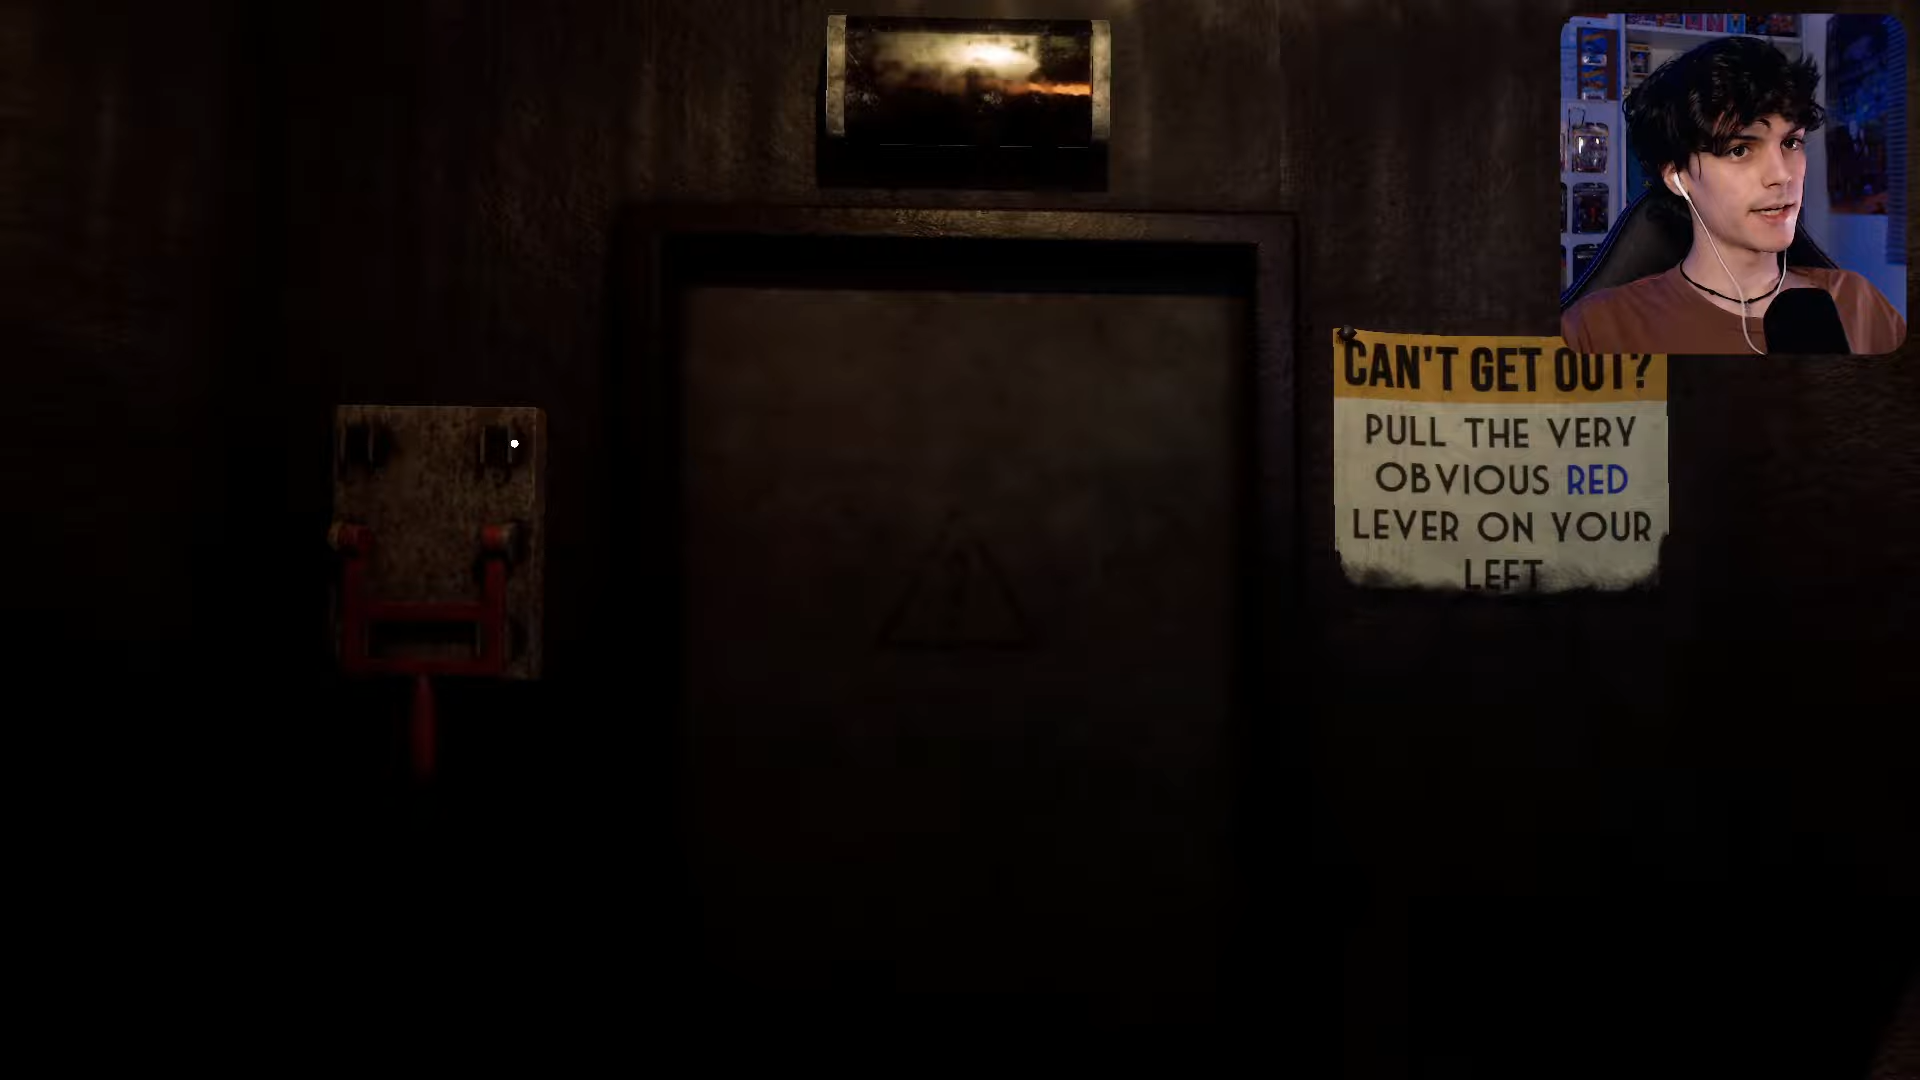 CAN'T GET OUT?
PULL THE VERY
OBVIOUS RED
LEVER ON YOUR
LEFT